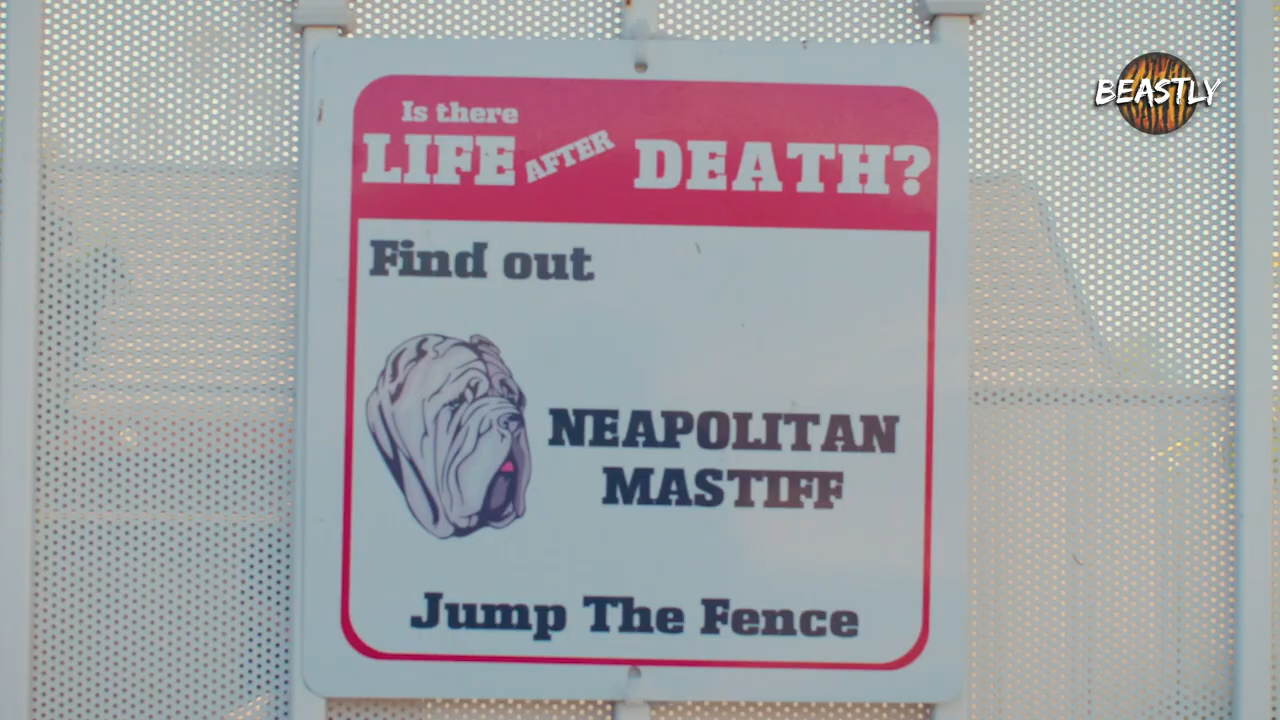 BEASTLY
Is there
LIFE AFTER DEATH?
Find out
NEAPOLITAN
MASTIFF
Jump The Fence